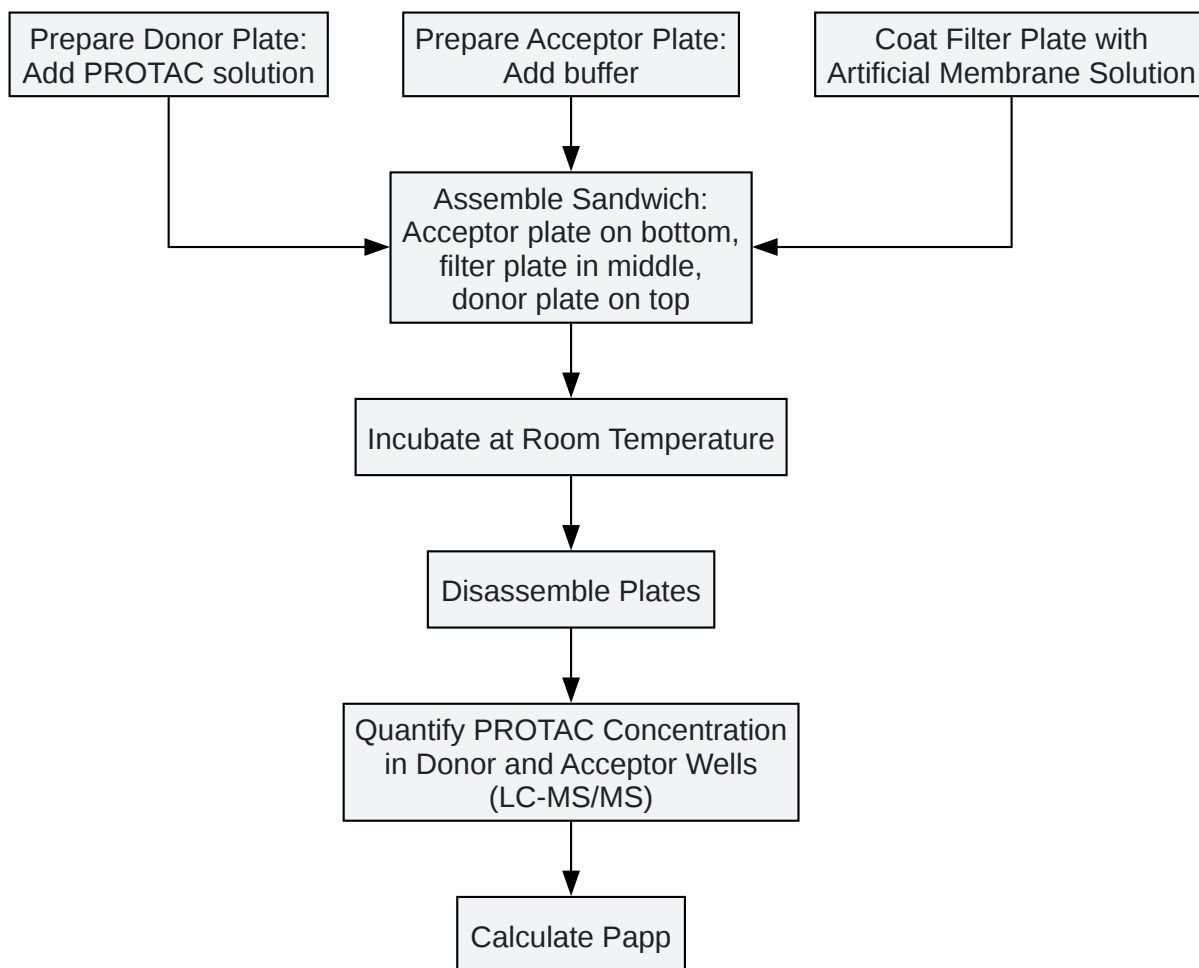 Prepare Donor Plate:
Add PROTAC solution
Prepare Acceptor Plate:
Add buffer
Coat Filter Plate with
Artificial Membrane Solution
Assemble Sandwich:
Acceptor plate on bottom,
filter plate in middle,
donor plate on top
Incubate at Room Temperature
Disassemble Plates
Quantify PROTAC Concentration
in Donor and Acceptor Wells
(LC-MS/MS)
Calculate Papp